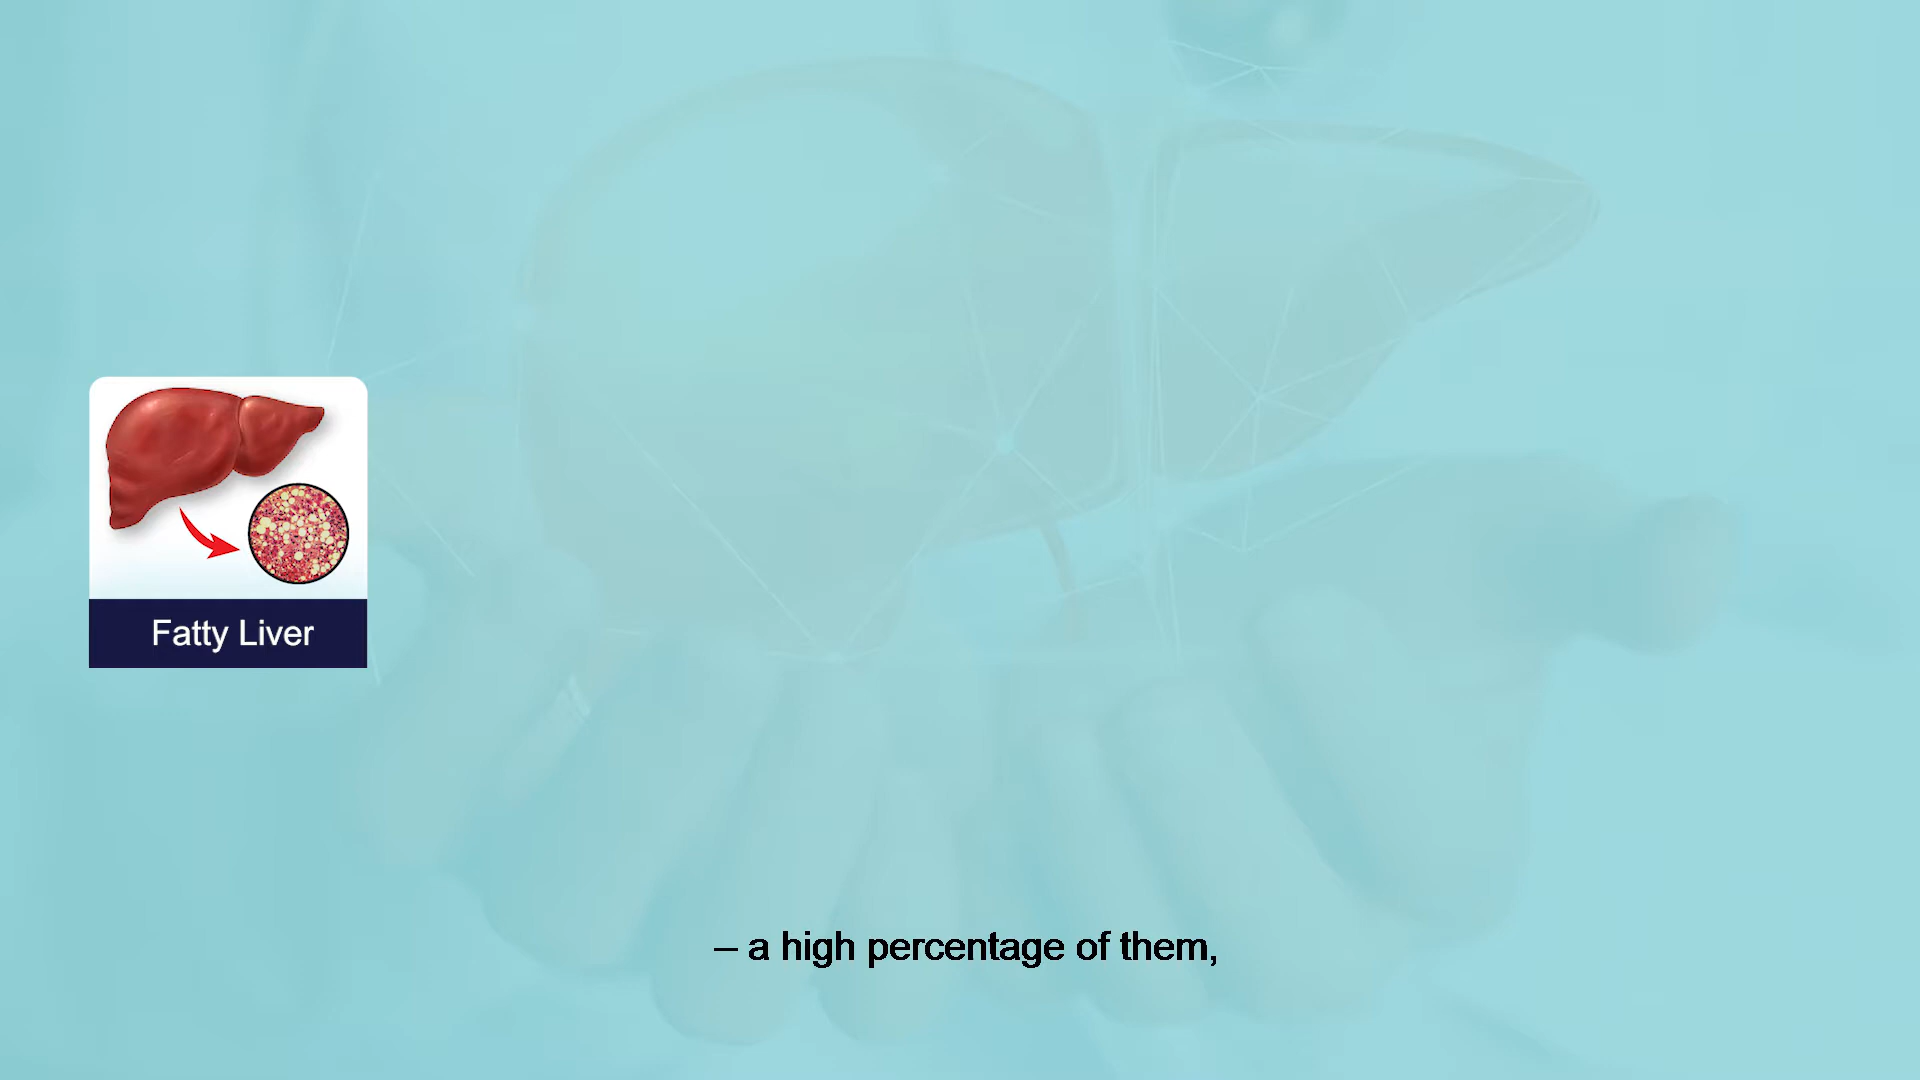 Fatty Liver
– a high percentage of them,